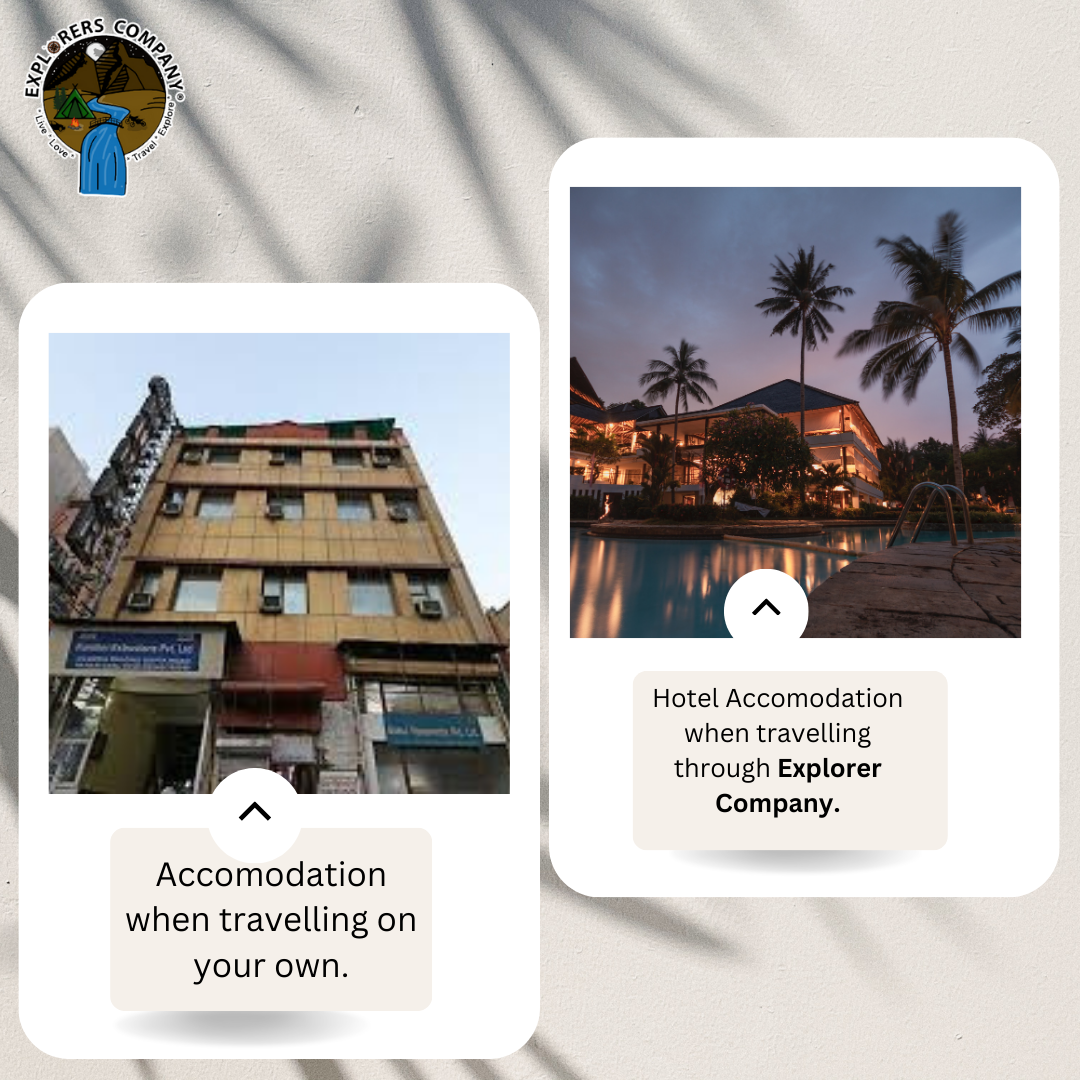 EXPLORERS COMPANY
· Live · Love · Travel · Explore ·
Accomodation
when travelling on
your own.
Hotel Accomodation
when travelling
through Explorer
Company.